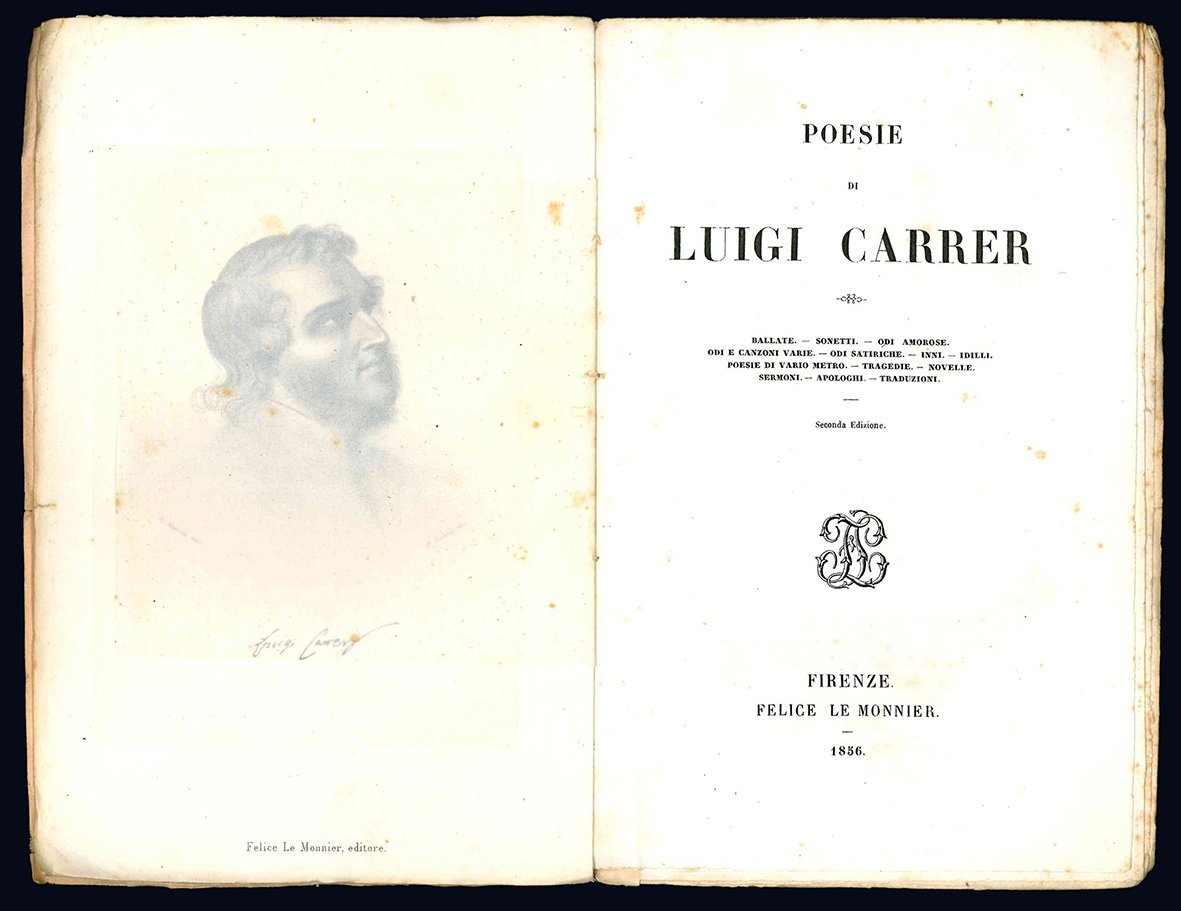 Luigi Carrer
Felice Le Monnier, editore.
POESIE
DI
LUIGI CARRER
BALLATE. — SONETTI. — ODI AMOROSE.
ODI E CANZONI VARIE. — ODI SATIRICHE. — INNI. — IDILLI.
POESIE DI VARIO METRO. — TRAGEDIE. — NOVELLE.
SERMONI. — APOLOGHI. — TRADUZIONI.
Seconda Edizione.
FIRENZE.
FELICE LE MONNIER.
1856.